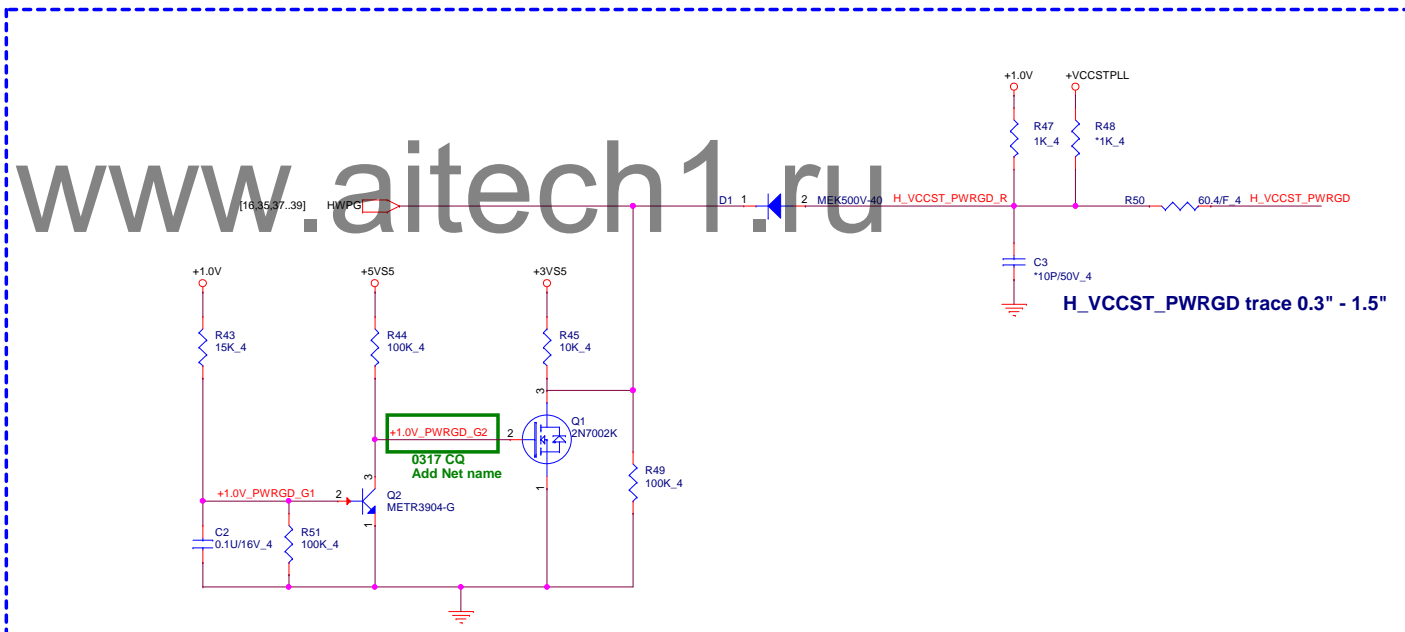 www.aitech1.ru
+1.0V
+VCCSTPLL
R47
1K_4
R48
*1K_4
[16,35,37..39]
HWPG
D1
1
2
MEK500V-40
H_VCCST_PWRGD_R
R50
60.4/F_4
H_VCCST_PWRGD
C3
*10P/50V_4
H_VCCST_PWRGD trace 0.3" - 1.5"
+1.0V
+5VS5
+3VS5
R43
15K_4
R44
100K_4
R45
10K_4
3
+1.0V_PWRGD_G2
2
Q1
2N7002K
0317 CQ
Add Net name
1
R49
100K_4
+1.0V_PWRGD_G1
2
3
Q2
METR3904-G
1
C2
0.1U/16V_4
R51
100K_4